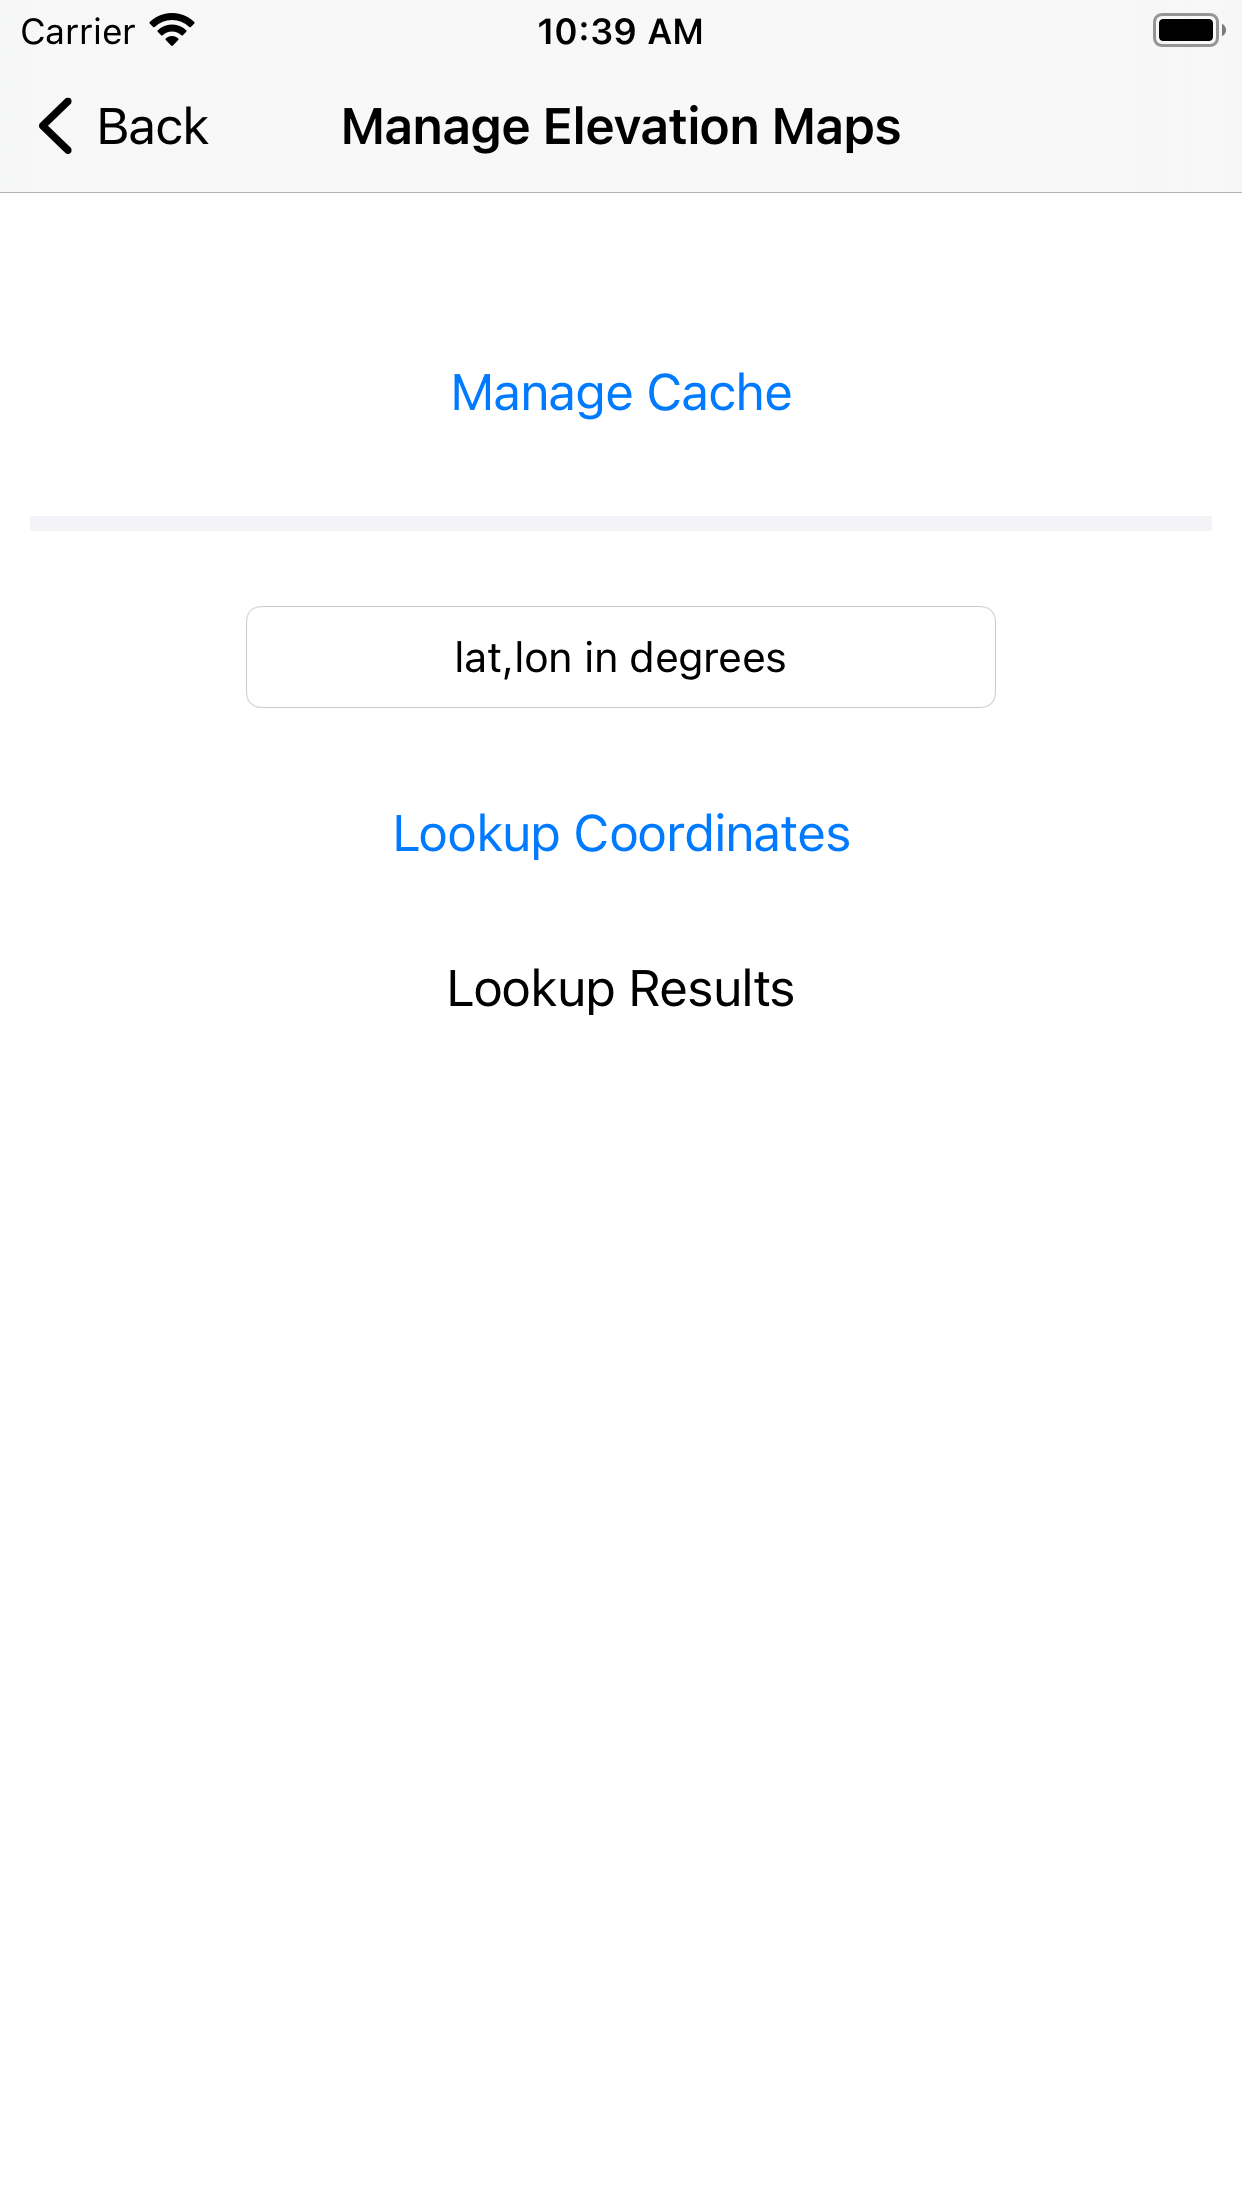 Carrier 10:39 AM
Back Manage Elevation Maps
Manage Cache
lat,lon in degrees
Lookup Coordinates
Lookup Results